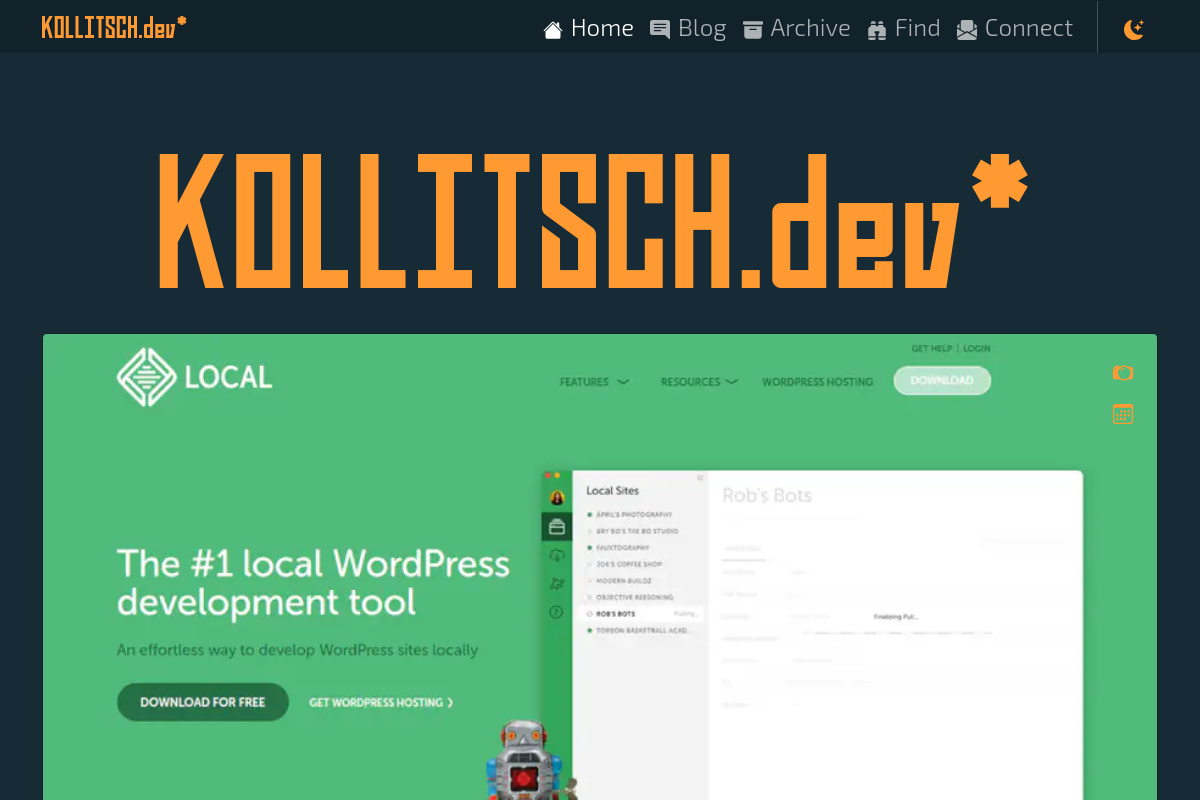 KOLLITSCH.dev*
Home
Blog
Archive
Find
Connect
KOLLITSCH.dev*
GET HELP | LOGIN
LOCAL
FEATURES
RESOURCES
WORDPRESS HOSTING
DOWNLOAD
Local Sites
Rob's Bots
APRIL'S PHOTOGRAPHY
BRY BO'S TAE BO STUDIO
FAUXTOGRAPHY
JOE'S COFFEE SHOP
MODERN BUILDZ
OBJECTIVE REASONING
ROB'S BOTS
Pulling...
Finalizing Pull...
TORSON BASKETBALL ACAD...
The #1 local WordPress
development tool
An effortless way to develop WordPress sites locally
DOWNLOAD FOR FREE
GET WORDPRESS HOSTING ❯